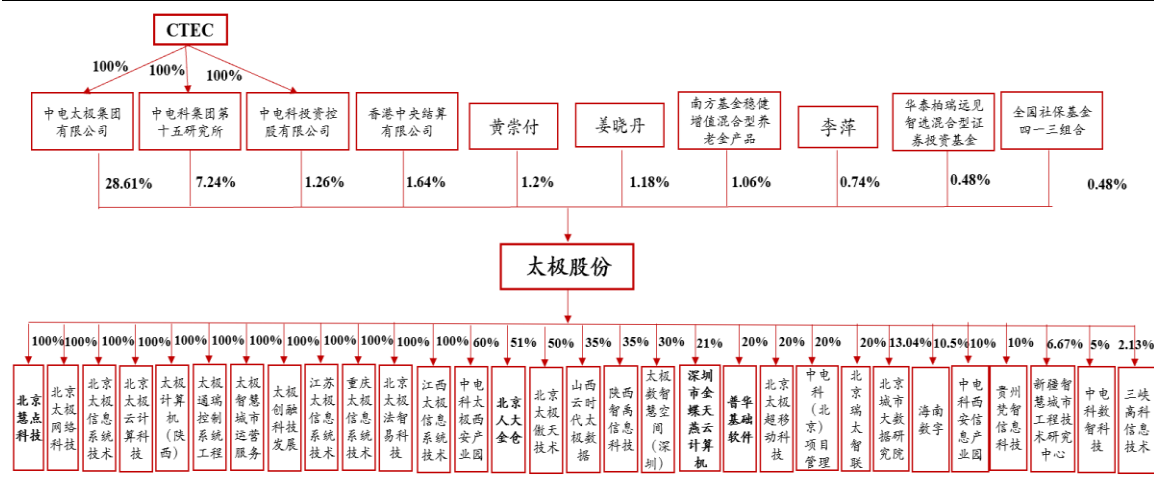 CTEC
100%
100%
100%
中电太极集团
有限公司
中电科集团第
十五研究所
中电科投资控
股有限公司
香港中央结算
有限公司
黄崇付
姜晓丹
南方基金稳健
增值混合型养
老金产品
李萍
华泰柏瑞远见
智选混合型证
券投资基金
全国社保基金
四一三组合
28.61%
7.24%
1.26%
1.64%
1.2%
1.18%
1.06%
0.74%
0.48%
0.48%
太极股份
100%
100%
100%
100%
100%
100%
100%
100%
100%
100%
100%
100%
60%
51%
50%
35%
35%
30%
21%
20%
20%
20%
20%
13.04%
10.5%
10%
10%
6.67%
5%
2.13%
北京
慧点
科技
北京
太极
网络
科技
北京
太极
信息
系统
技术
北京
太极
云计
算科
技
太极
计算
机
（陕
西）
太极
通瑞
控制
系统
工程
太极
智慧
城市
运营
服务
太极
创融
科技
发展
江苏
太极
信息
系统
技术
重庆
太极
信息
系统
技术
北京
太极
法智
易科
技
江西
太极
信息
系统
技术
中电
科太
极西
安产
业园
北京
人大
金仓
北京
太极
傲天
技术
山西
云时
代太
极数
据
陕西
智禹
信息
科技
太极
数智
慧空
间
（深
圳）
深圳
市金
蝶天
燕云
计算
机
普华
基础
软件
北京
太极
超移
动科
技
中电
科
（北
京）
项目
管理
北京
瑞太
智联
北京
城市
大数
据研
究院
海南
数字
中电
科西
安信
息产
业园
贵州
梵智
信息
科技
新疆智
慧城市
工程技
术研究
中心
中电
科数
智科
技
三峡
高科
信息
技术